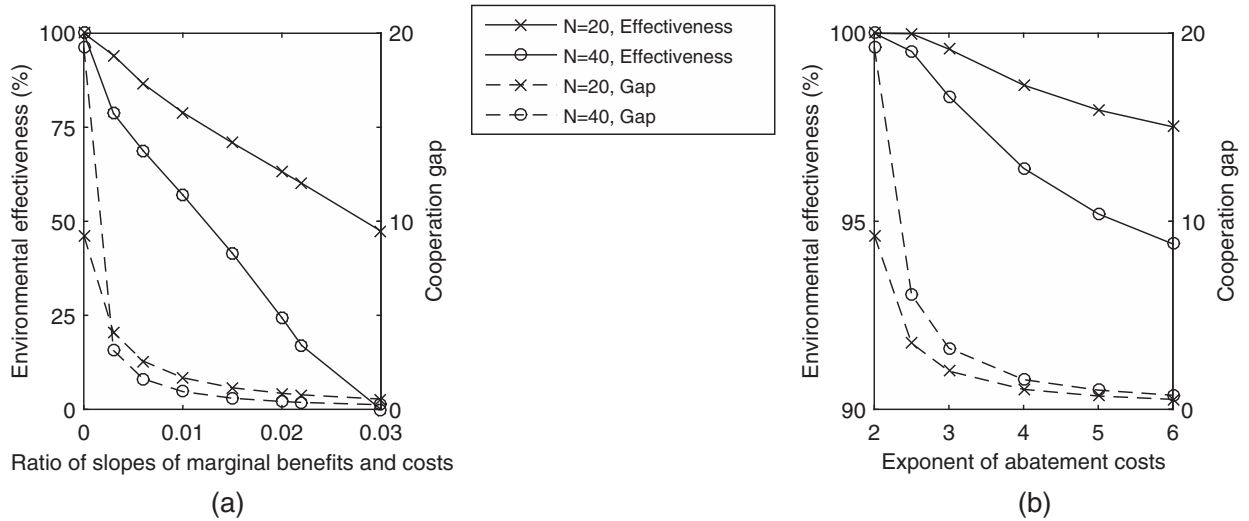 N=20, Effectiveness
N=40, Effectiveness
N=20, Gap
N=40, Gap
100
75
50
25
0
Environmental effectiveness (%)
20
10
0
Cooperation gap
0 0.01 0.02 0.03
Ratio of slopes of marginal benefits and costs
(a)
100
95
90
Environmental effectiveness (%)
20
10
0
Cooperation gap
2 3 4 5 6
Exponent of abatement costs
(b)